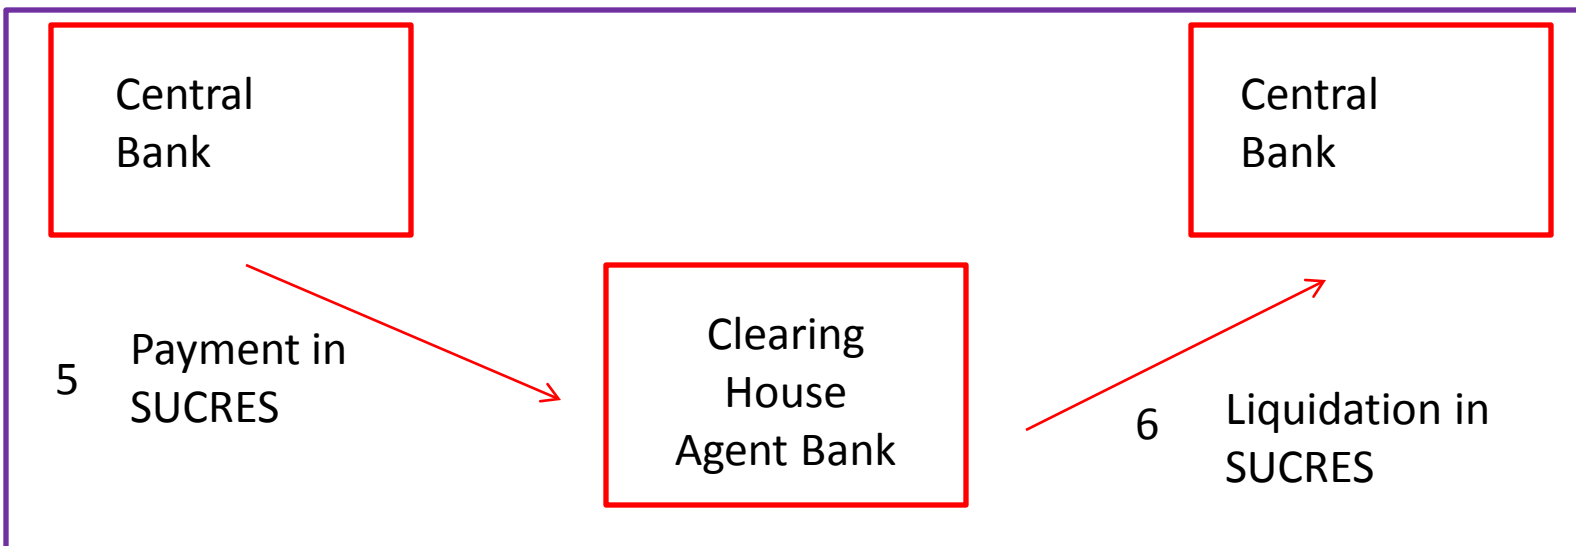 Central
Bank
Central
Bank
5
Payment in
SUCRES
Clearing
House
Agent Bank
6
Liquidation in
SUCRES